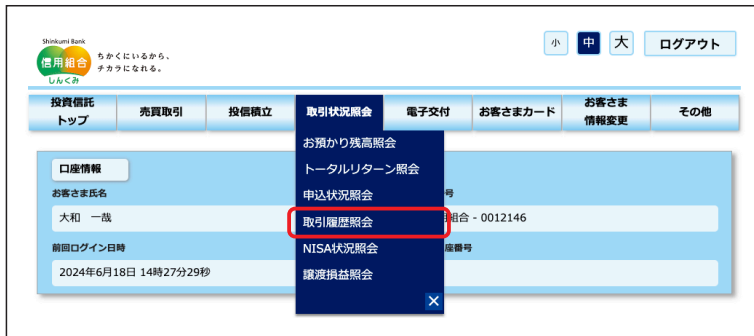 Shinkumi Bank
信用組合
しんくみ
ちかくにいるから、
チカラになれる。
小 中 大 ログアウト
投資信託
トップ
売買取引
投信積立
取引状況照会
電子交付
お客さまカード
お客さま
情報変更
その他
お預かり残高照会
トータルリターン照会
申込状況照会
取引履歴照会
NISA状況照会
譲渡損益照会
×
口座情報
お客さま氏名
号
大和 一哉
組合 - 0012146
前回ログイン日時
座番号
2024年6月18日 14時27分29秒